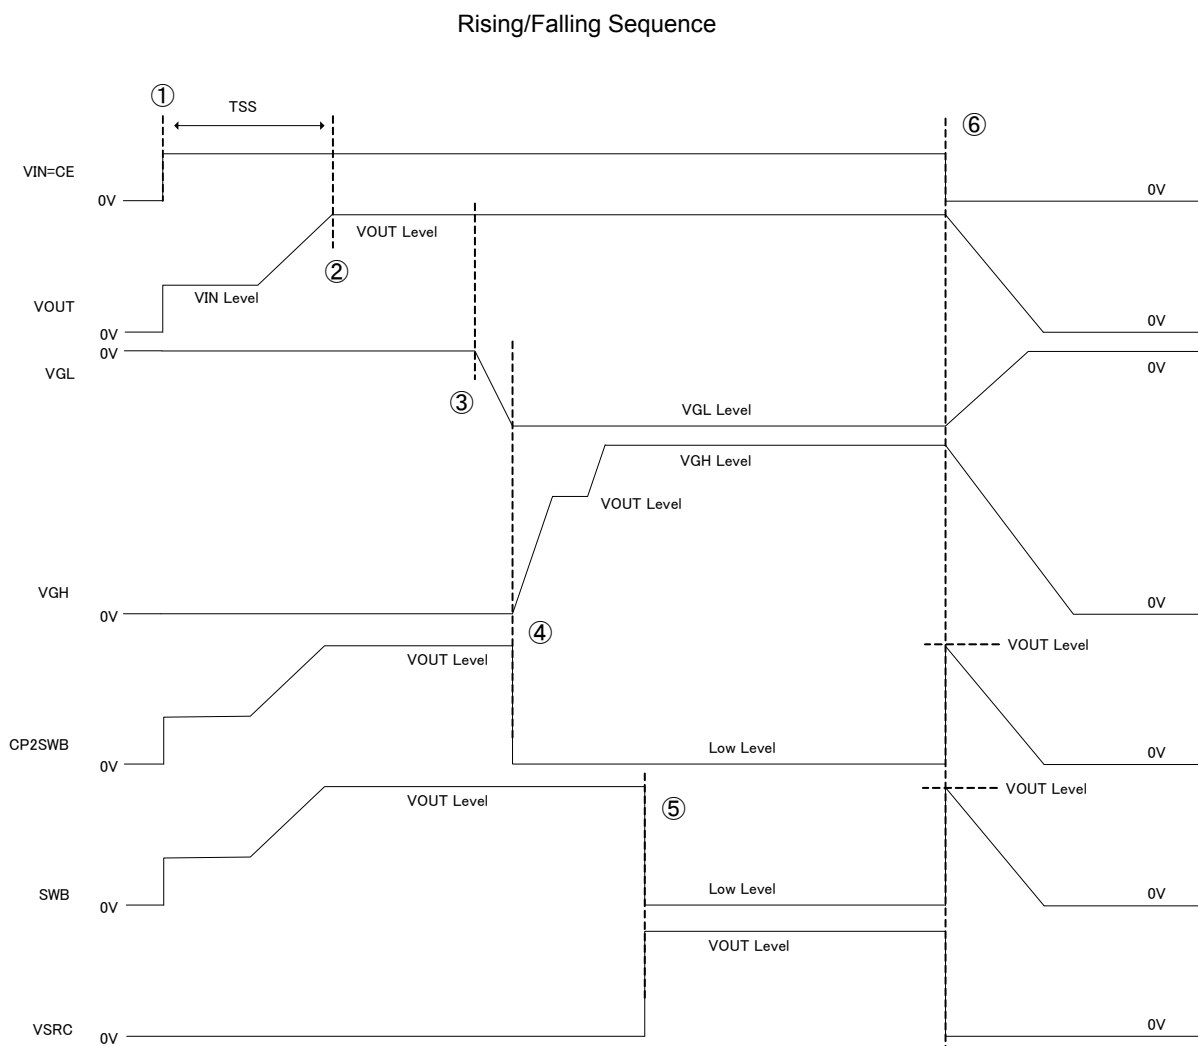 Rising/Falling Sequence
①
TSS
⑥
VIN=CE
0V
0V
VOUT Level
②
VIN Level
VOUT
0V
0V
0V
VGL
0V
③
VGL Level
VGH Level
VOUT Level
VGH
0V
0V
④
VOUT Level
VOUT Level
CP2SWB
0V
Low Level
0V
VOUT Level
VOUT Level
⑤
SWB
0V
Low Level
0V
VOUT Level
VSRC
0V
0V